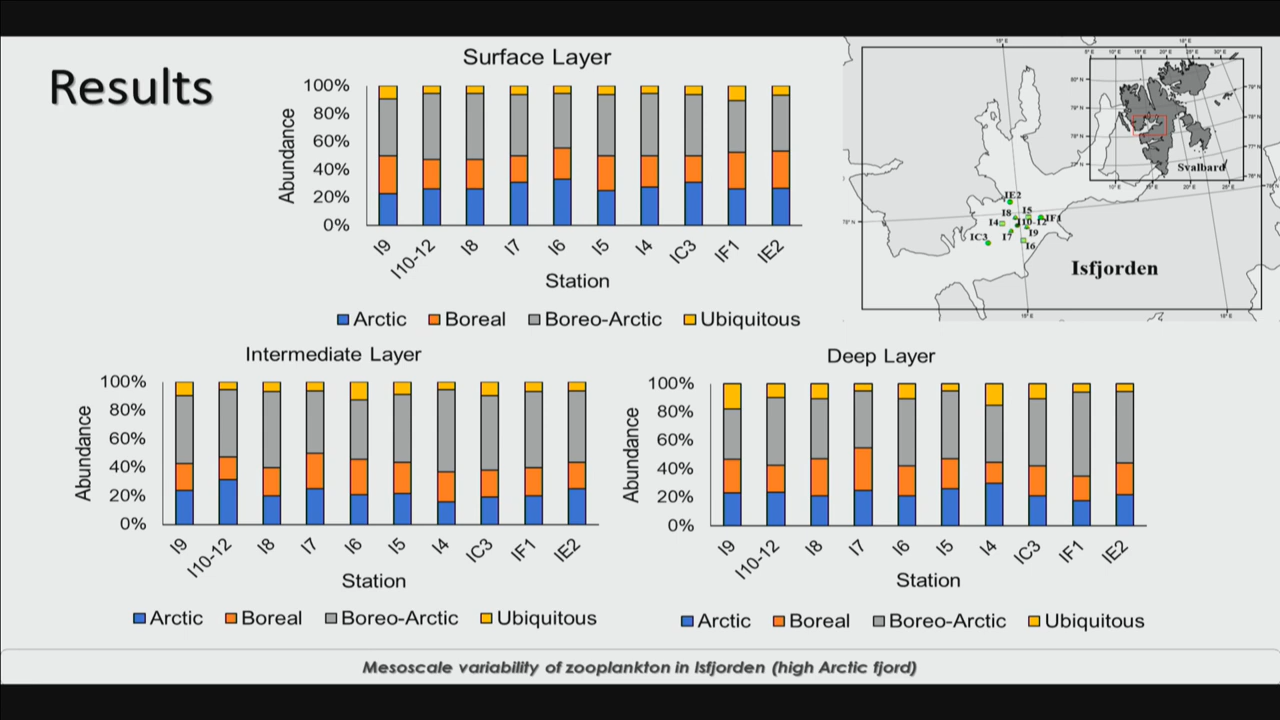 Results
Surface Layer
100%
80%
60%
40%
20%
0%
Abundance
I9
I10-12
I8
I7
I6
I5
I4
IC3
IF1
IE2
Station
Arctic
Boreal
Boreo-Arctic
Ubiquitous
Svalbard
IE2
I8
I5
I4
I10-12
IF1
I9
IC3
I7
I6
Isfjorden
Intermediate Layer
100%
80%
60%
40%
20%
0%
Abundance
I9
I10-12
I8
I7
I6
I5
I4
IC3
IF1
IE2
Station
Arctic
Boreal
Boreo-Arctic
Ubiquitous
Deep Layer
100%
80%
60%
40%
20%
0%
Abundance
I9
I10-12
I8
I7
I6
I5
I4
IC3
IF1
IE2
Station
Arctic
Boreal
Boreo-Arctic
Ubiquitous
Mesoscale variability of zooplankton in Isfjorden (high Arctic fjord)